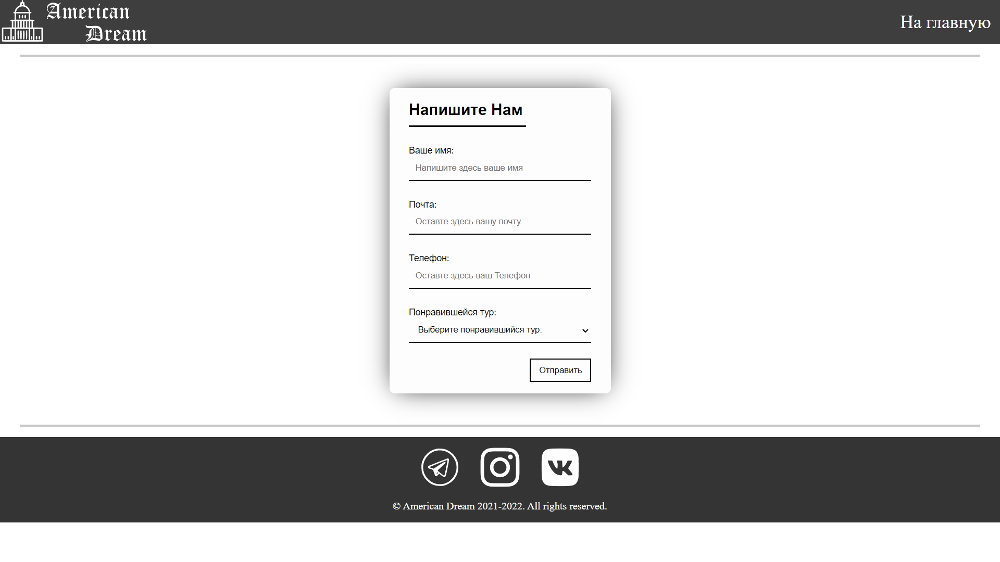 American
Dream
На главную
Напишите Нам
Ваше имя:
Напишите здесь ваше имя
Почта:
Оставте здесь вашу почту
Телефон:
Оставте здесь ваш Телефон
Понравившейся тур:
Выберите понравившийся тур:
Отправить
© American Dream 2021-2022. All rights reserved.